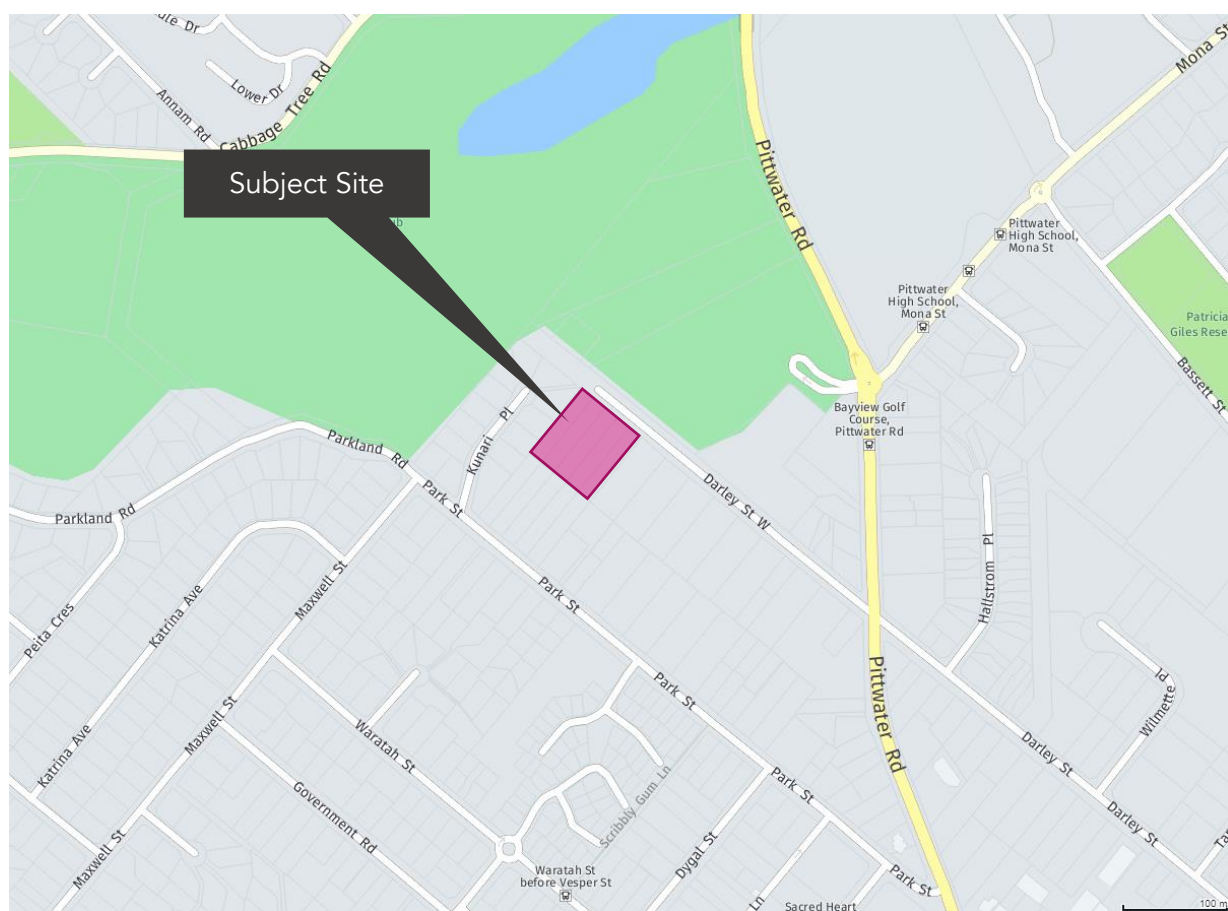 Lower Dr
Annam Rd
Cabbage Tree Rd
Mona St
Subject Site
Pittwater Rd
Pittwater
High School,
Mona St
Pittwater
High School,
Mona St
Patricia
Giles Rese
Bassett St
Bayview Golf
Course,
Pittwater Rd
Kunari Pl
Parkland Rd
Park St
Parkland Rd
Darley St W
Hallstrom Pl
Peita Cres
Katrina Ave
Maxwell St
Park St
Pittwater Rd
Park St
Wilmette Pl
Katrina Ave
Maxwell St
Waratah St
Darley St
Government Rd
Scribbly Gum Ln
Park St
Darley St
Maxwell St
Dygal St
Waratah St
before Vesper St
Park St
Ln
Sacred Heart
100 m